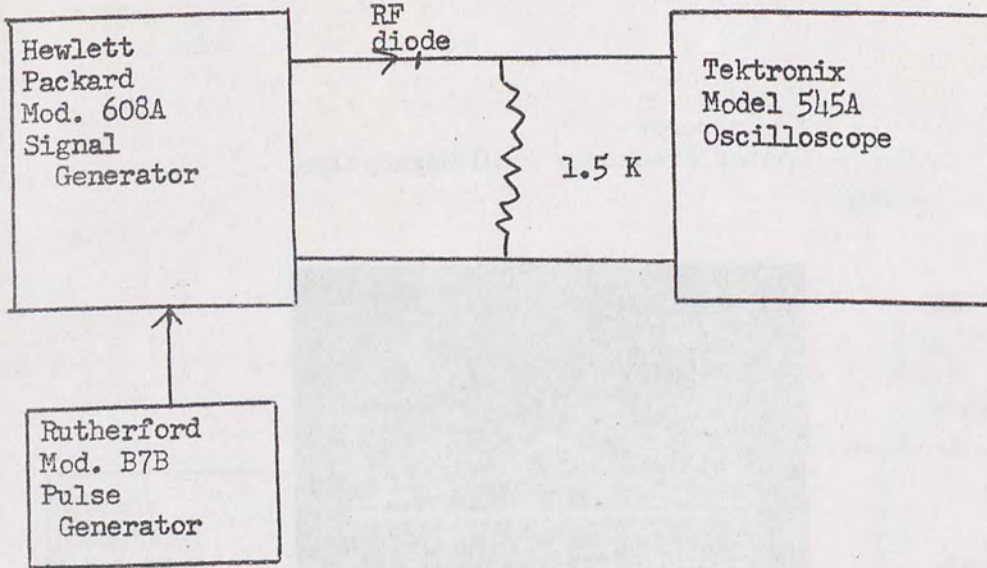 Hewlett
Packard
Mod. 608A
Signal
Generator
RF
diode
1.5 K
Tektronix
Model 545A
Oscilloscope
Rutherford
Mod. B7B
Pulse
Generator